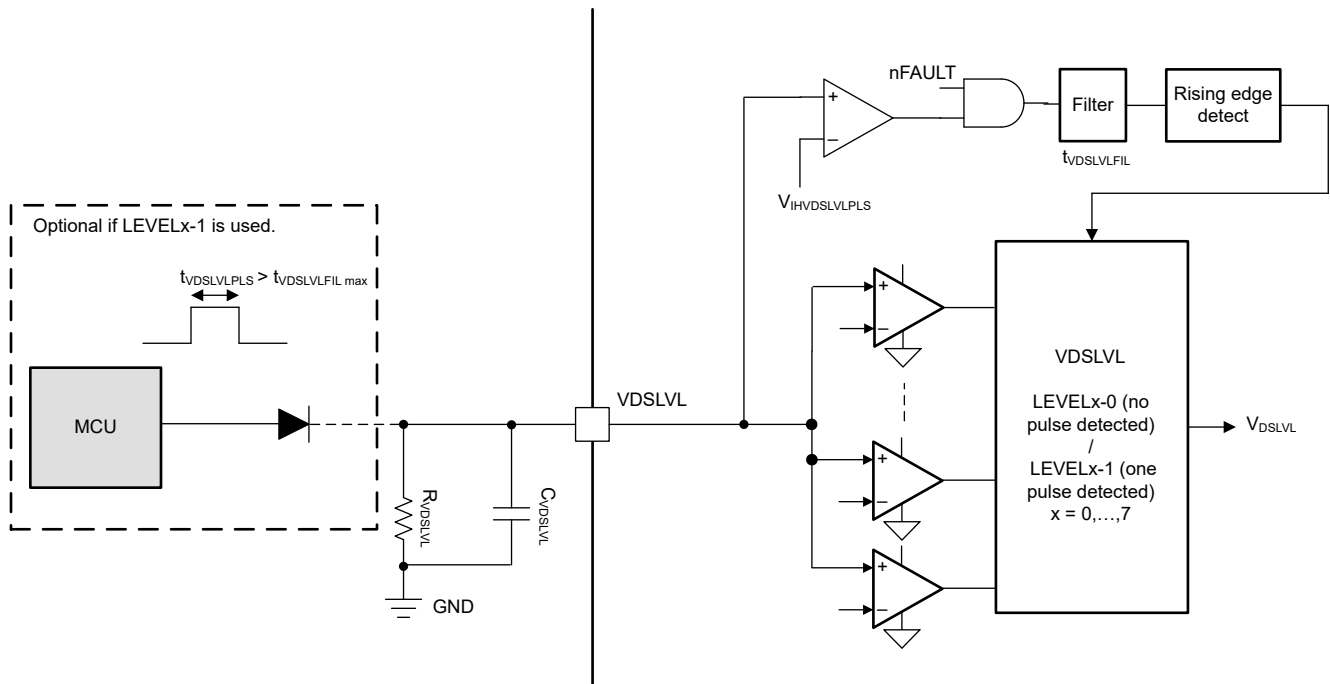 nFAULT
+
−
Filter
Rising edge
detect
tVDSLVLFIL
VIHVDSLVLPLS
Optional if LEVELx-1 is used.
tVDSLVLPLS > tVDSLVLFIL max
MCU
VDSLVL
RVDSLVL
CVDSLVL
GND
+
−
+
−
+
−
VDSLVL
LEVELx-0 (no
pulse detected)
/
LEVELx-1 (one
pulse detected)
x = 0,…,7
VDSLVL